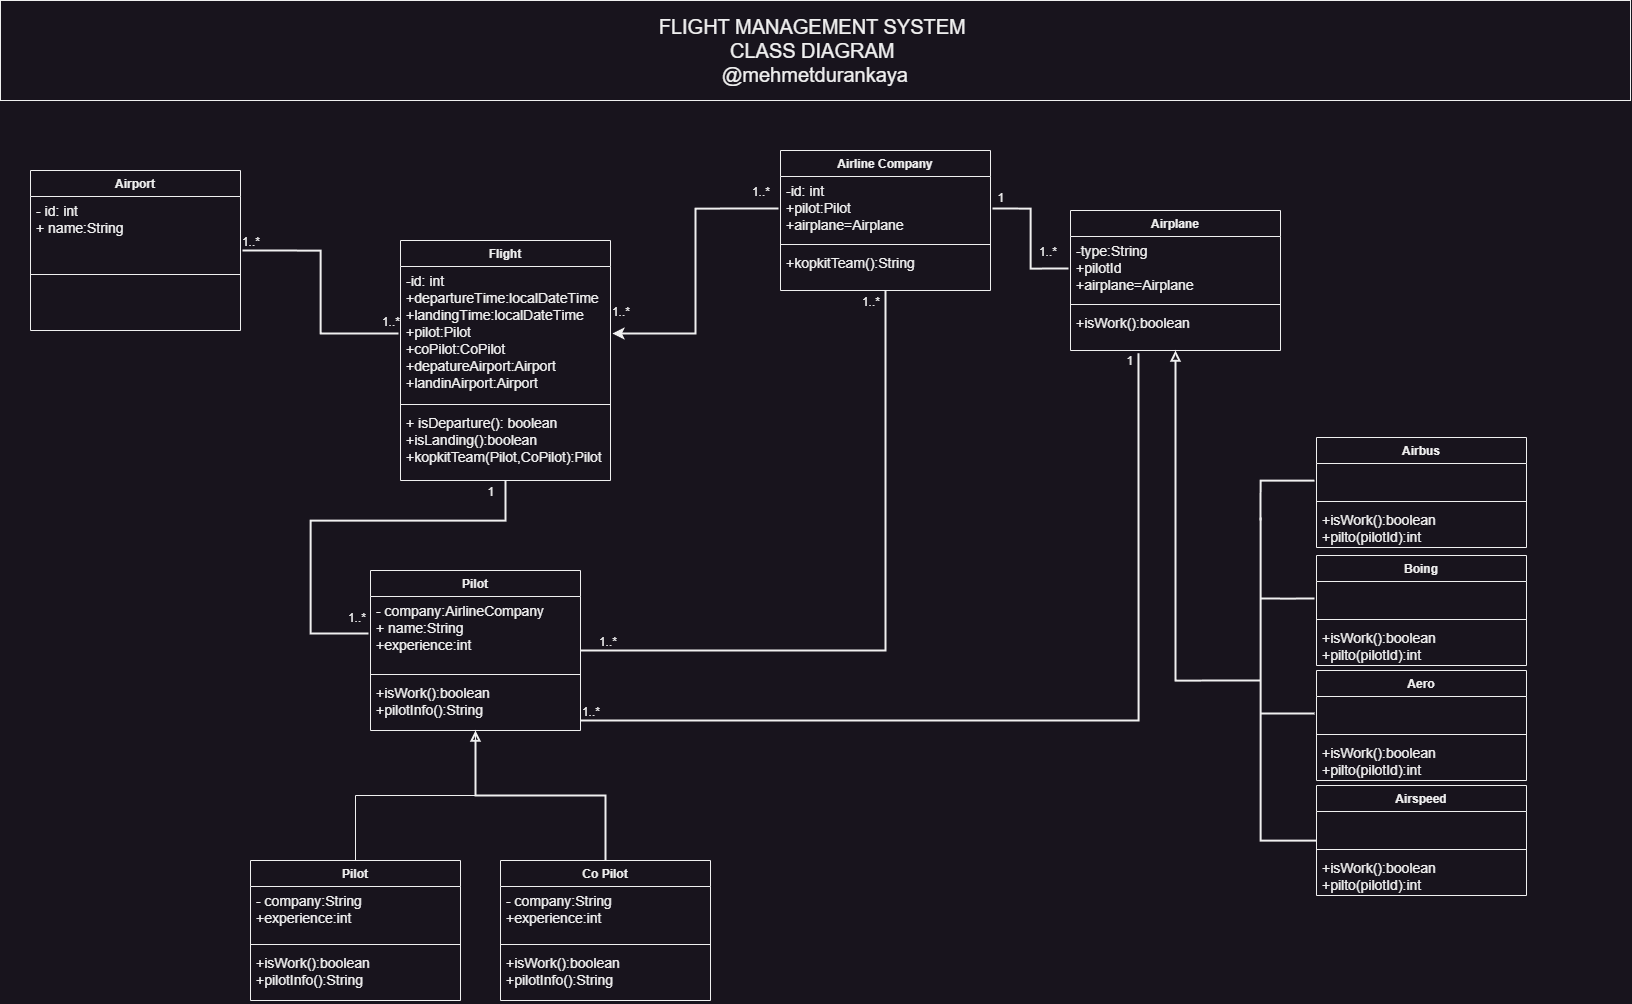 FLIGHT MANAGEMENT SYSTEM
CLASS DIAGRAM
@mehmetdurankaya
Airport
- id: int
+ name:String
1..*
1..*
Flight
-id: int
+departureTime:localDateTime
+landingTime:localDateTime
+pilot:Pilot
+coPilot:CoPilot
+depatureAirport:Airport
+landinAirport:Airport
+ isDeparture(): boolean
+isLanding():boolean
+kopkitTeam(Pilot,CoPilot):Pilot
1..*
1
1..*
Airline Company
-id: int
+pilot:Pilot
+airplane=Airplane
+kopkitTeam():String
1..*
1
1..*
Airplane
-type:String
+pilotId
+airplane=Airplane
+isWork():boolean
1
1..*
Pilot
- company:AirlineCompany
+ name:String
+experience:int
+isWork():boolean
+pilotInfo():String
1..*
1..*
Airbus
+isWork():boolean
+pilto(pilotId):int
Boing
+isWork():boolean
+pilto(pilotId):int
Aero
+isWork():boolean
+pilto(pilotId):int
Airspeed
+isWork():boolean
+pilto(pilotId):int
Pilot
- company:String
+experience:int
+isWork():boolean
+pilotInfo():String
Co Pilot
- company:String
+experience:int
+isWork():boolean
+pilotInfo():String